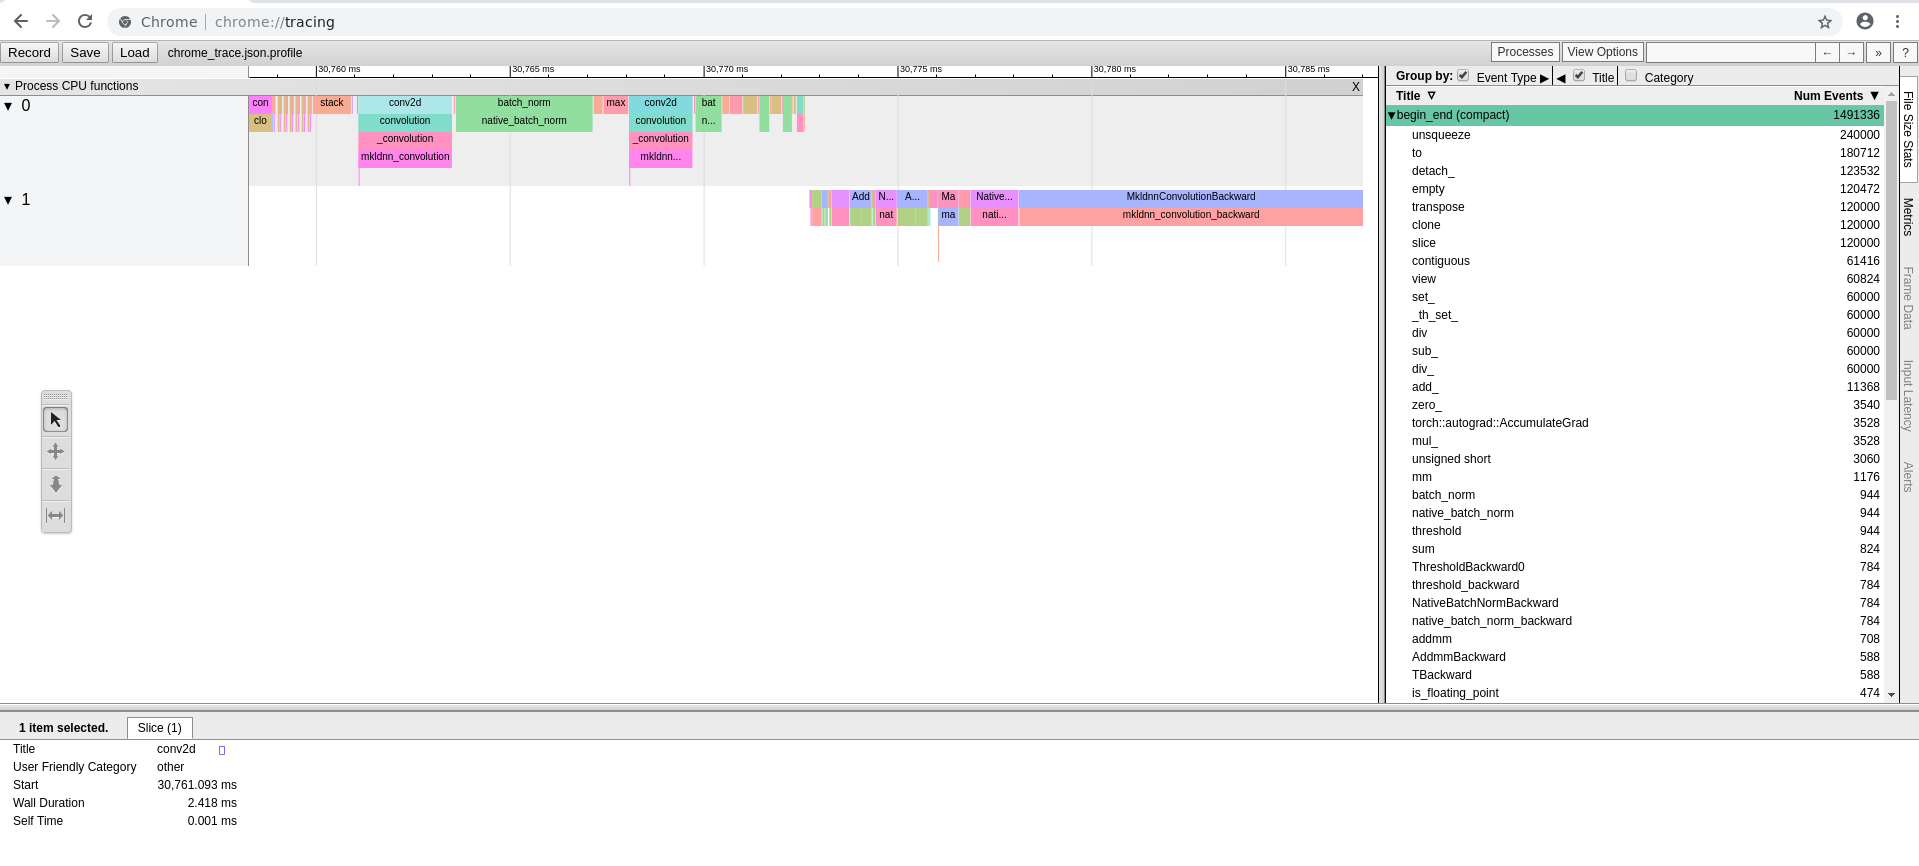 Chrome | chrome://tracing
Record Save Load chrome_trace.json.profile Processes View Options ← → » ?
30,760 ms 30,765 ms 30,770 ms 30,775 ms 30,780 ms 30,785 ms
▼ Process CPU functions X
▼ 0
con stack conv2d batch_norm max conv2d bat
clo convolution native_batch_norm convolution n...
_convolution _convolution
mkldnn_convolution mkldnn...
▼ 1
Add N... A... Ma Native... MkldnnConvolutionBackward
nat ma nati... mkldnn_convolution_backward
Group by: Event Type ▶ ◀ Title Category
Title ▽ Num Events ▼
▼begin_end (compact) 1491336
unsqueeze 240000
to 180712
detach_ 123532
empty 120472
transpose 120000
clone 120000
slice 120000
contiguous 61416
view 60824
set_ 60000
_th_set_ 60000
div 60000
sub_ 60000
div_ 60000
add_ 11368
zero_ 3540
torch::autograd::AccumulateGrad 3528
mul_ 3528
unsigned short 3060
mm 1176
batch_norm 944
native_batch_norm 944
threshold 944
sum 824
ThresholdBackward0 784
threshold_backward 784
NativeBatchNormBackward 784
native_batch_norm_backward 784
addmm 708
AddmmBackward 588
TBackward 588
is_floating_point 474
File Size Stats
Metrics
Frame Data
Input Latency
Alerts
1 item selected. Slice (1)
Title conv2d
User Friendly Category other
Start 30,761.093 ms
Wall Duration 2.418 ms
Self Time 0.001 ms